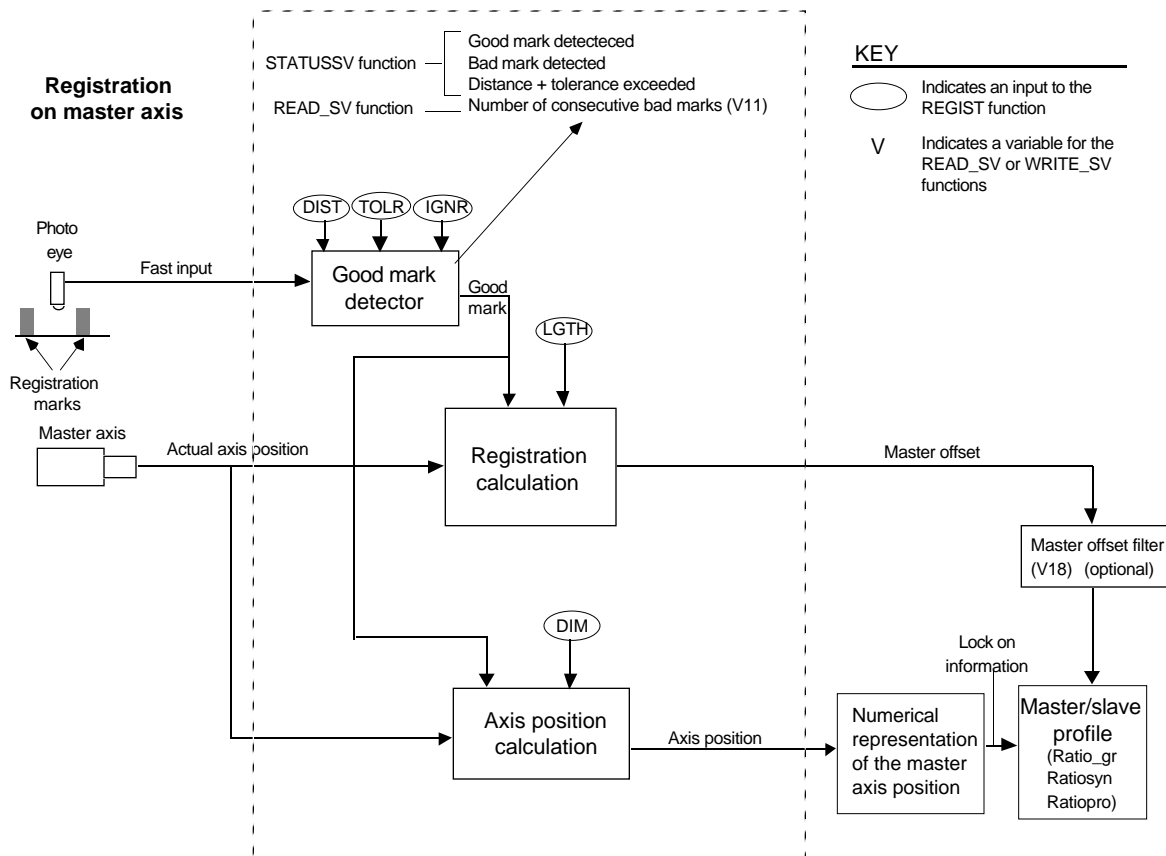 Registration
on master axis
STATUSSV function
Good mark detecteced
Bad mark detected
Distance + tolerance exceeded
READ_SV function
Number of consecutive bad marks (V11)
KEY
Indicates an input to the
REGIST function
V
Indicates a variable for the
READ_SV or WRITE_SV
functions
DIST
TOLR
IGNR
Photo
eye
Fast input
Good mark
detector
Good
mark
LGTH
Registration
marks
Master axis
Actual axis position
Registration
calculation
Master offset
Master offset filter
(V18) (optional)
DIM
Lock on
information
Axis position
calculation
Axis position
Numerical
representation
of the master
axis position
Master/slave
profile
(Ratio_gr
Ratiosyn
Ratiopro)